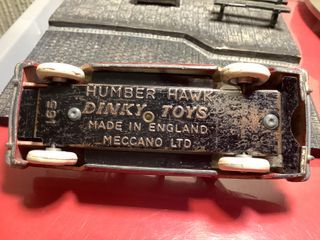 HUMBER HAWK
DINKY TOYS
MADE IN ENGLAND
MECCANO LTD
165